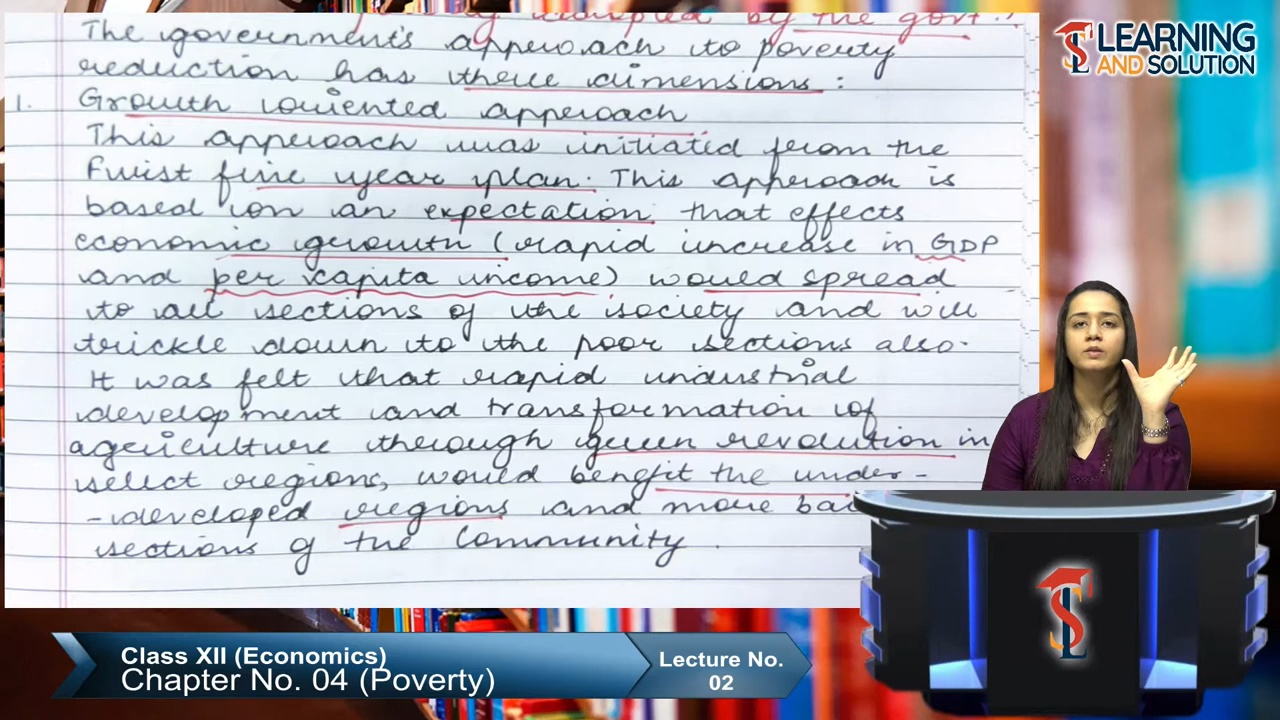 by the govt.
The government's approach to poverty
reduction has three dimensions :
1. Growth oriented approach
This approach was initiated from the
First five year plan. This approach is
based on an expectation that effects
economic growth (rapid increase in GDP
and per capita income) would spread
to all sections of the society and will
trickle down to the poor sections also.
It was felt that rapid industrial
development and transformation of
agriculture through green revolution in
select regions, would benefit the under-
-developed regions and more
sections of the Community.
LEARNING
AND SOLUTION
Class XII (Economics)
Chapter No. 04 (Poverty)
Lecture No.
02